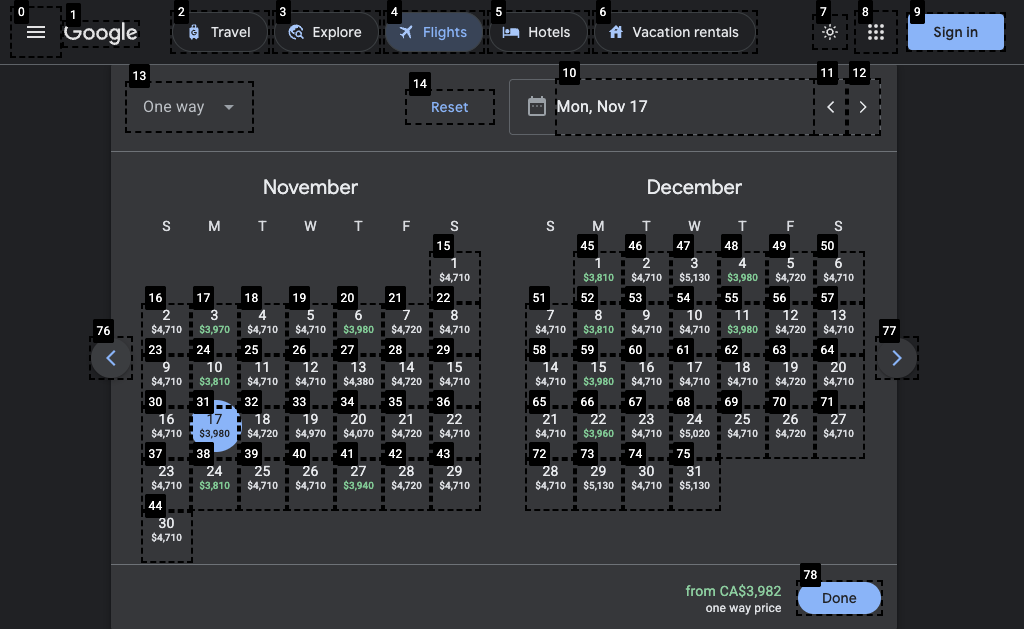 0 1 2 3 4 5 6 7 8 9
Google Travel Explore Flights Hotels Vacation rentals Sign in
13 14 10 11 12
One way Reset Mon, Nov 17
November December
S M T W T F S S M T W T F S
15 45 46 47 48 49 50
1 1 2 3 4 5 6
$4,710 $3,810 $4,710 $5,130 $3,980 $4,720 $4,710
16 17 18 19 20 21 22 51 52 53 54 55 56 57
2 3 4 5 6 7 8 7 8 9 10 11 12 13
$4,710 $3,970 $4,710 $4,710 $3,980 $4,720 $4,710 $4,710 $3,810 $4,710 $4,710 $3,980 $4,720 $4,710
76 77
23 24 25 26 27 28 29 58 59 60 61 62 63 64
9 10 11 12 13 14 15 14 15 16 17 18 19 20
$4,710 $3,810 $4,710 $4,710 $4,380 $4,720 $4,710 $4,710 $3,980 $4,710 $4,710 $4,710 $4,720 $4,710
30 31 32 33 34 35 36 65 66 67 68 69 70 71
16 17 18 19 20 21 22 21 22 23 24 25 26 27
$4,710 $3,980 $4,720 $4,970 $4,070 $4,720 $4,710 $4,710 $3,960 $4,710 $5,020 $4,710 $4,720 $4,710
37 38 39 40 41 42 43 72 73 74 75
23 24 25 26 27 28 29 28 29 30 31
$4,710 $3,810 $4,710 $4,710 $3,940 $4,720 $4,710 $4,710 $5,130 $4,710 $5,130
44
30
$4,710
78
from CA$3,982 Done
one way price